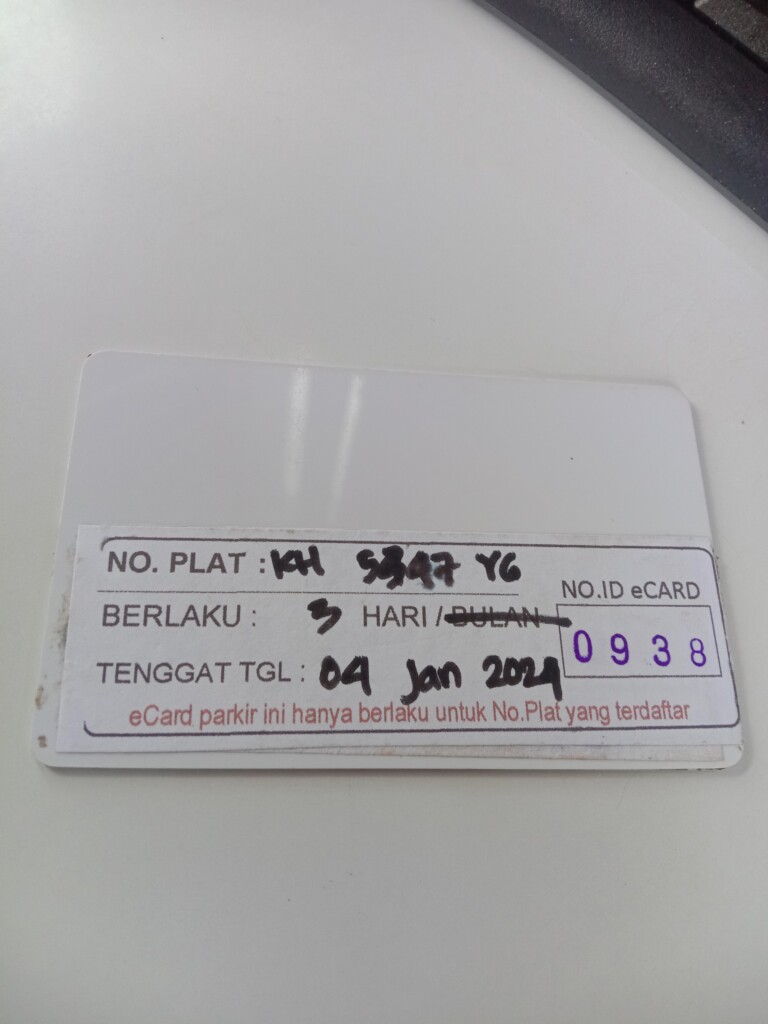 NO. PLAT : KH 5347 YG
BERLAKU : 3 HARI / BULAN
NO.ID eCARD
0938
TENGGAT TGL : 04 Jan 2024
eCard parkir ini hanya berlaku untuk No.Plat yang terdaftar